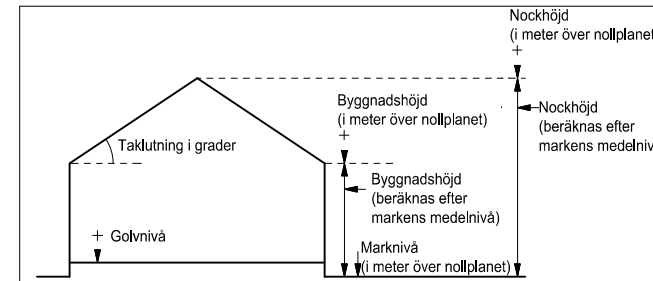 Nockhöjd
(i meter över nollplanet)
+
Byggnadshöjd
(i meter över nollplanet)
+
Nockhöjd
(beräknas efter
markens medelniv
Taklutning i grader
Byggnadshöjd
(beräknas efter
markens medelnivå)
+ Golvnivå
Marknivå
(i meter över nollplanet)